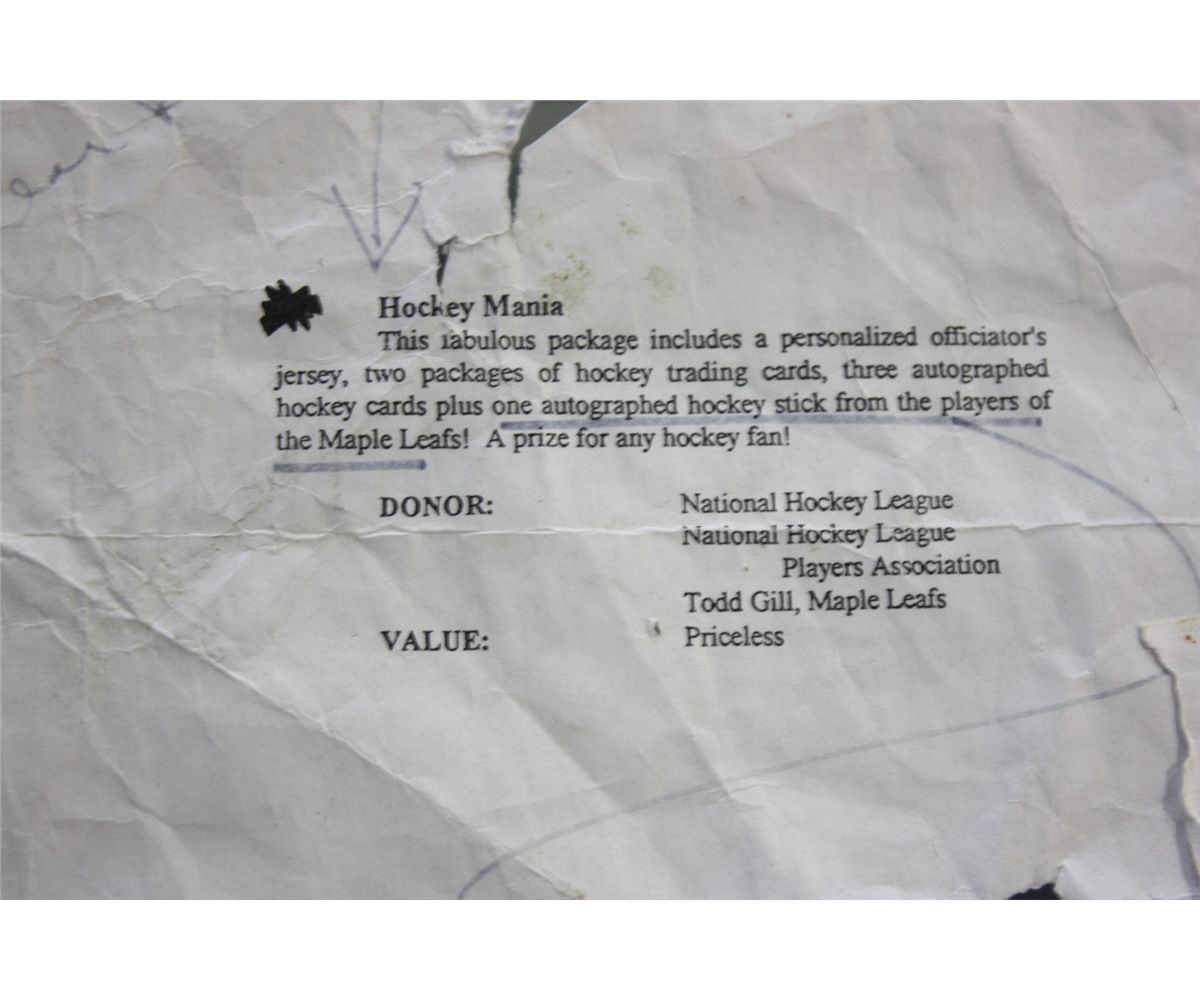 Hockey Mania
This fabulous package includes a personalized officiator's
jersey, two packages of hockey trading cards, three autographed
hockey cards plus one autographed hockey stick from the players of
the Maple Leafs! A prize for any hockey fan!
DONOR: National Hockey League
National Hockey League
Players Association
Todd Gill, Maple Leafs
VALUE: Priceless